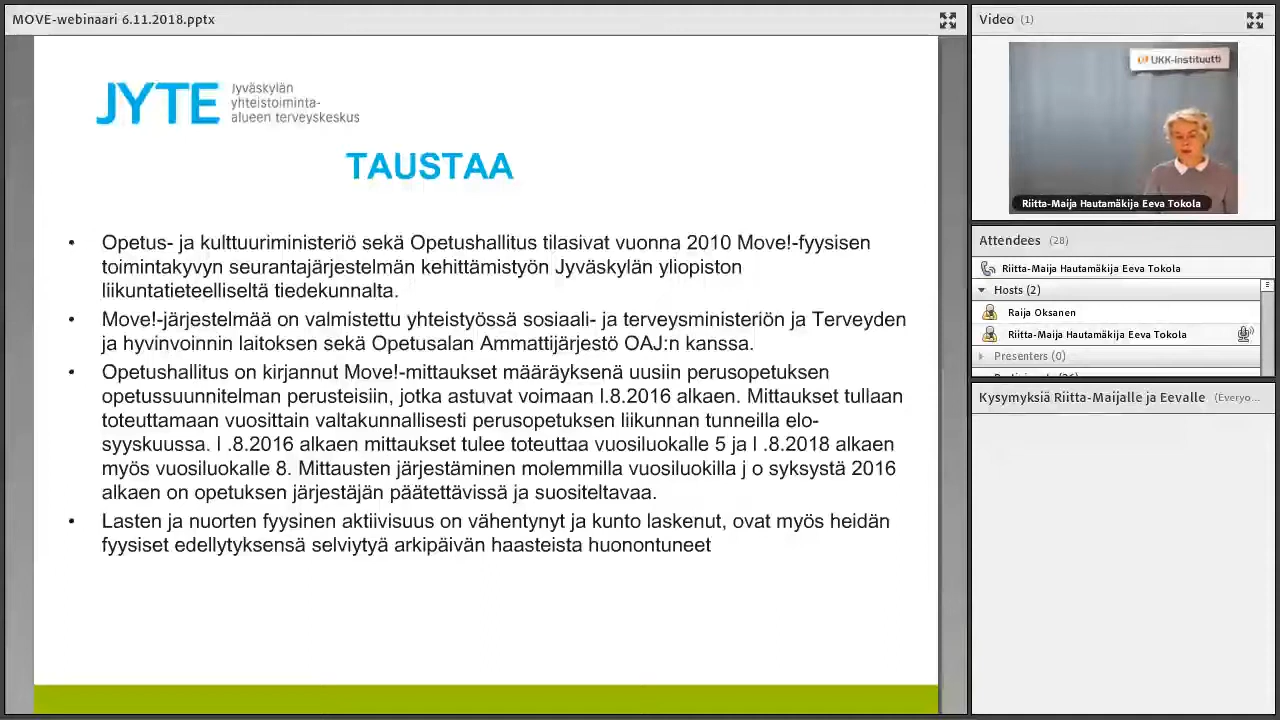 MOVE-webinaari 6.11.2018.pptx
JYTE
Jyväskylän
yhteistoiminta-
alueen terveyskeskus
TAUSTAA
• Opetus- ja kulttuuriministeriö sekä Opetushallitus tilasivat vuonna 2010 Move!-fyysisen
toimintakyvyn seurantajärjestelmän kehittämistyön Jyväskylän yliopiston
liikuntatieteelliseltä tiedekunnalta.
• Move!-järjestelmää on valmistettu yhteistyössä sosiaali- ja terveysministeriön ja Terveyden
ja hyvinvoinnin laitoksen sekä Opetusalan Ammattijärjestö OAJ:n kanssa.
• Opetushallitus on kirjannut Move!-mittaukset määräyksenä uusiin perusopetuksen
opetussuunnitelman perusteisiin, jotka astuvat voimaan l.8.2016 alkaen. Mittaukset tullaan
toteuttamaan vuosittain valtakunnallisesti perusopetuksen liikunnan tunneilla elo-
syyskuussa. l .8.2016 alkaen mittaukset tulee toteuttaa vuosiluokalle 5 ja l .8.2018 alkaen
myös vuosiluokalle 8. Mittausten järjestäminen molemmilla vuosiluokilla j o syksystä 2016
alkaen on opetuksen järjestäjän päätettävissä ja suositeltavaa.
• Lasten ja nuorten fyysinen aktiivisuus on vähentynyt ja kunto laskenut, ovat myös heidän
fyysiset edellytyksensä selviytyä arkipäivän haasteista huonontuneet
Video (1)
UKK-instituutti
Riitta-Maija Hautamäkija Eeva Tokola
Attendees (28)
Riitta-Maija Hautamäkija Eeva Tokola
Hosts (2)
Raija Oksanen
Riitta-Maija Hautamäkija Eeva Tokola
Presenters (0)
Kysymyksiä Riitta-Maijalle ja Eevalle (Everyo...